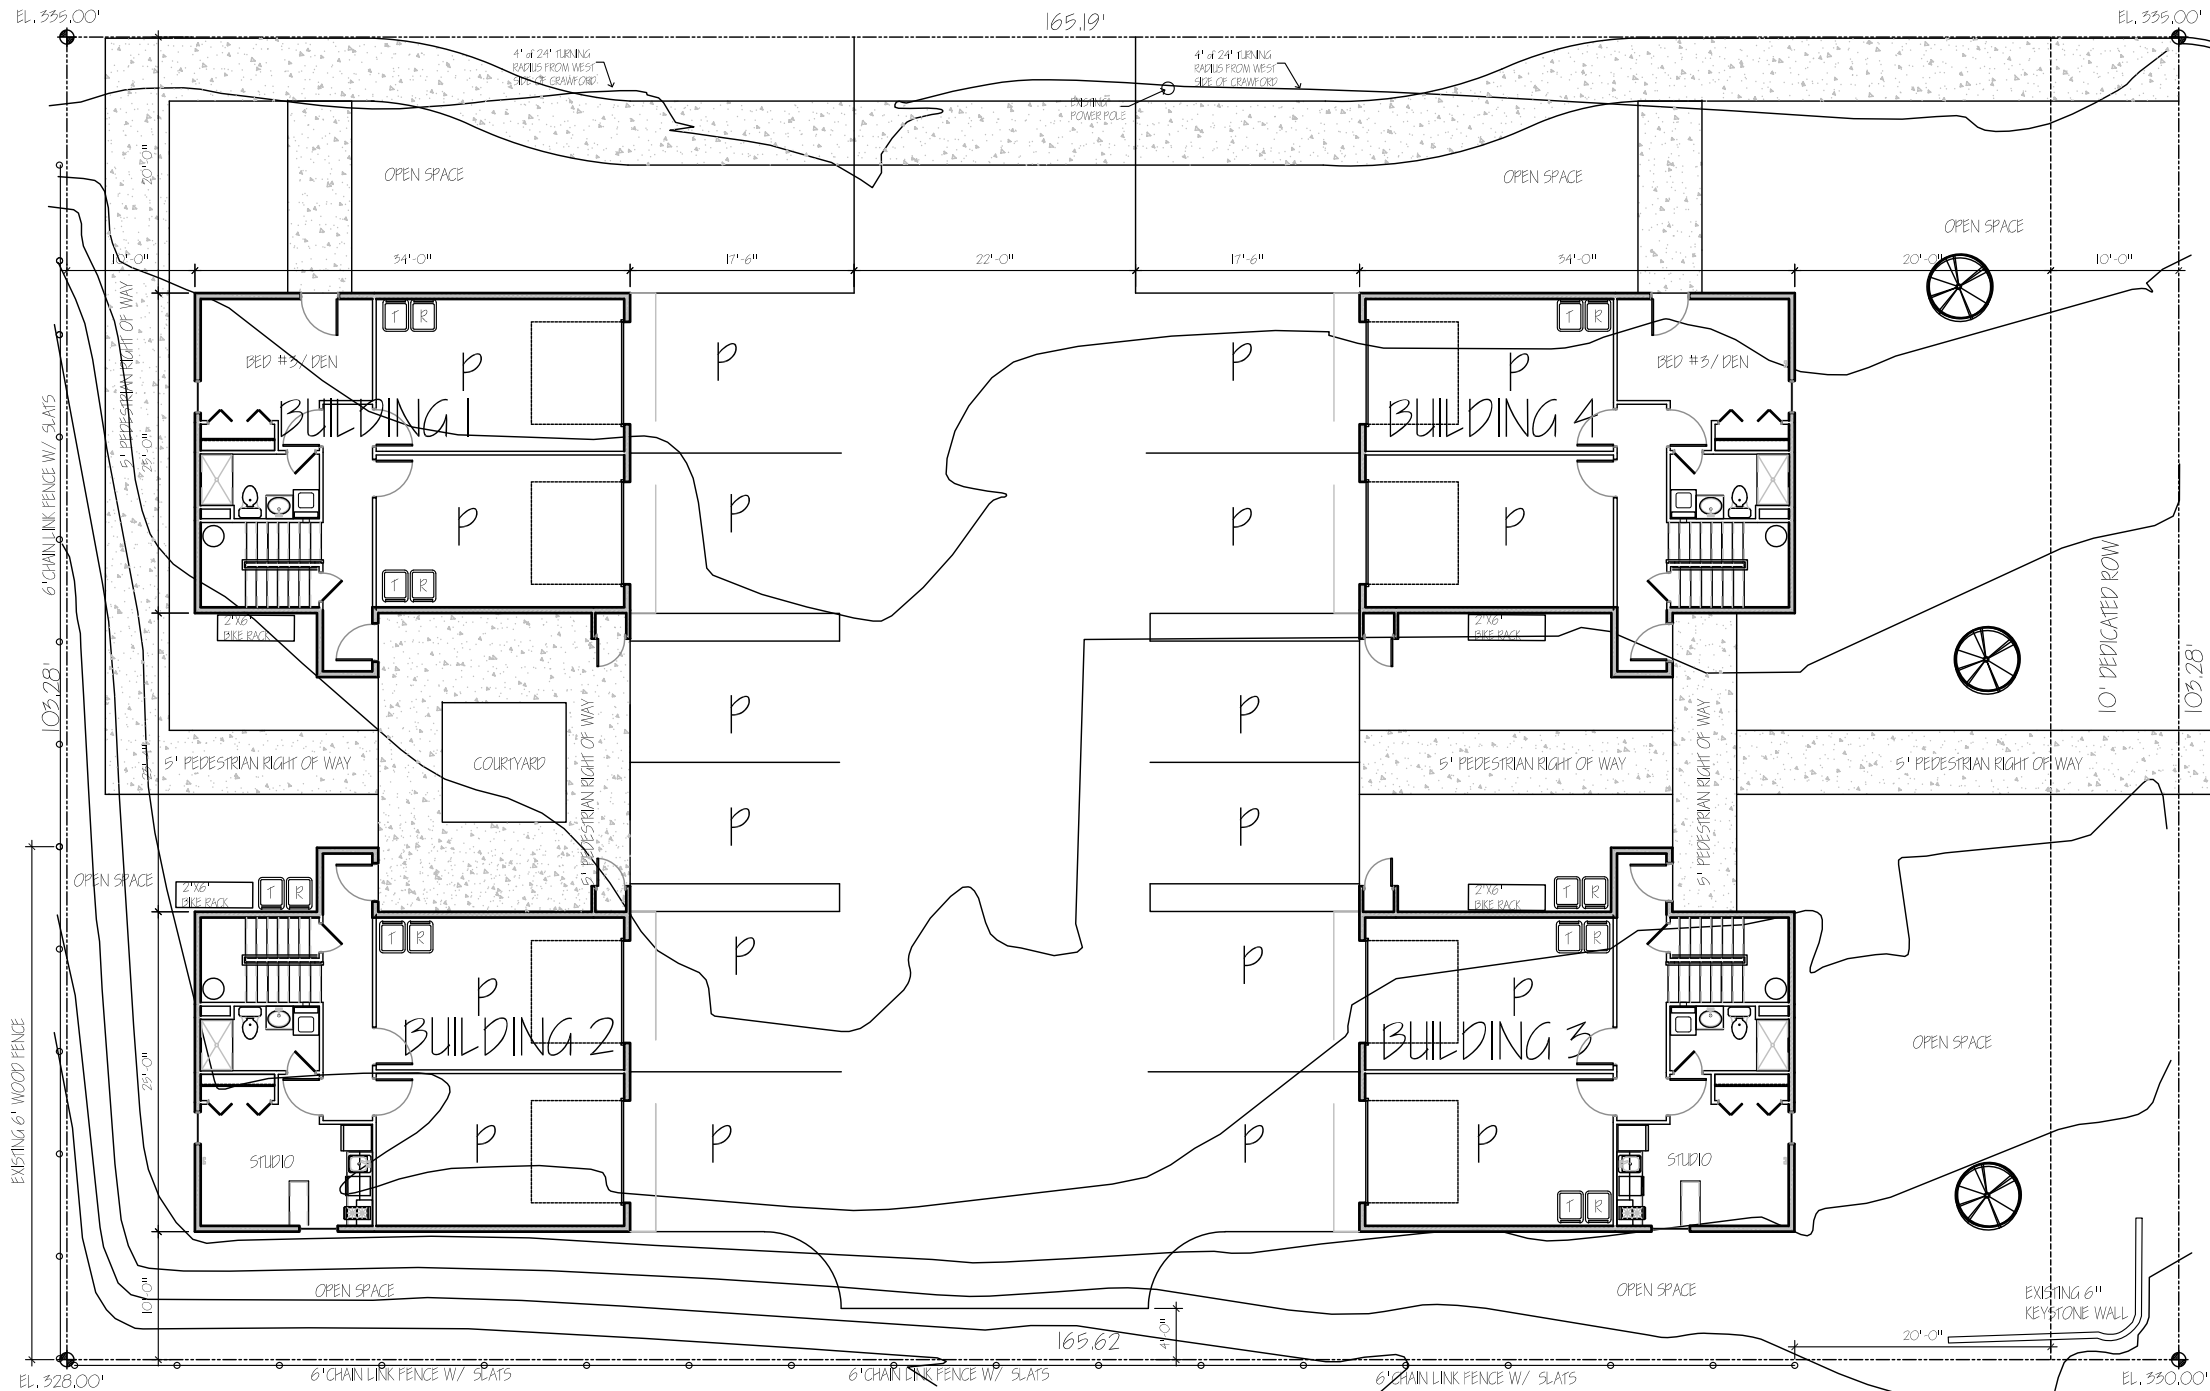 EL. 335.00'
165.19'
EL. 335.00'
4' of 24' TURNING
RADIUS FROM WEST
SIDE OF CRAWFORD
4' of 24' TURNING
RADIUS FROM WEST
SIDE OF CRAWFORD
EXISTING
POWER POLE
20'-0"
OPEN SPACE
OPEN SPACE
OPEN SPACE
10'-0"
34'-0"
17'-6"
22'-0"
17'-6"
34'-0"
20'-0"
10'-0"
T R
T R
BED #3/ DEN
P
P
P
P
BED #3/ DEN
BUILDING 1
BUILDING 4
6' CHAIN LINK FENCE W/ SLATS
5' PEDESTRIAN RIGHT OF WAY
25'-0"
P
P
P
P
T R
2'X6'
BIKE RACK
2'X6'
BIKE RACK
10' DEDICATED ROW
103.28'
103.28'
P
P
5' PEDESTRIAN RIGHT OF WAY
25'-4"
COURTYARD
5' PEDESTRIAN RIGHT OF WAY
5' PEDESTRIAN RIGHT OF WAY
5' PEDESTRIAN RIGHT OF WAY
5' PEDESTRIAN RIGHT OF WAY
P
P
OPEN SPACE
2'X6'
BIKE RACK
T R
2'X6'
BIKE RACK
T R
T R
T R
P
P
P
P
BUILDING 2
BUILDING 3
OPEN SPACE
EXISTING 6' WOOD FENCE
25'-0"
P
P
P
P
STUDIO
STUDIO
T R
10'-0"
OPEN SPACE
OPEN SPACE
EXISTING 6"
KEYSTONE WALL
165.62
4'-0"
20'-0"
EL. 328.00'
6' CHAIN LINK FENCE W/ SLATS
6' CHAIN LINK FENCE W/ SLATS
6' CHAIN LINK FENCE W/ SLATS
EL. 330.00'